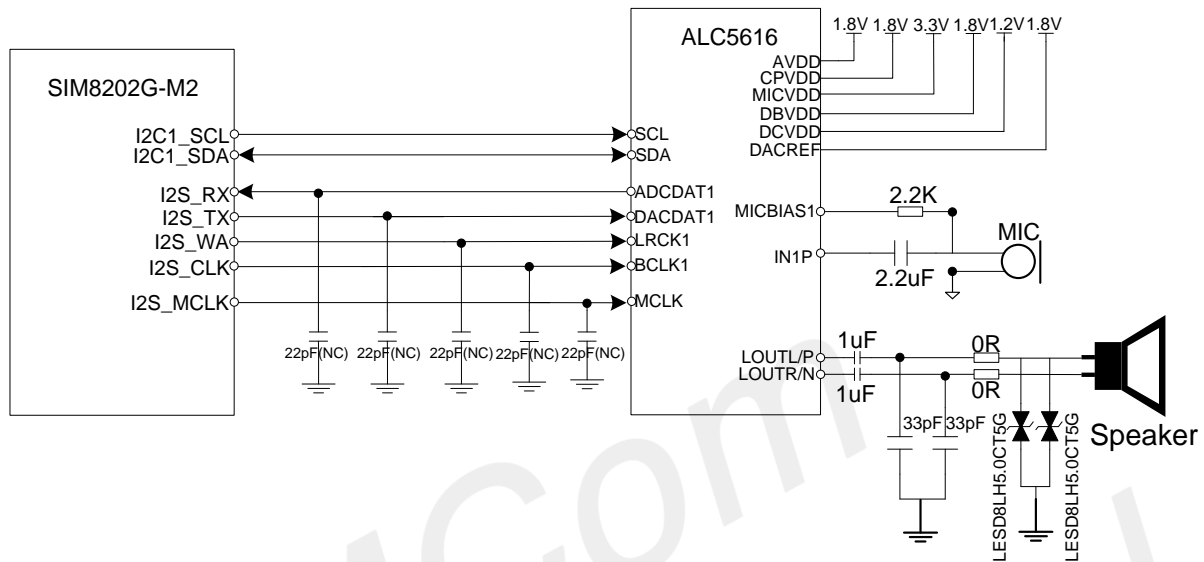 SIM8202G-M2
I2C1_SCL
I2C1_SDA
I2S_RX
I2S_TX
I2S_WA
I2S_CLK
I2S_MCLK
22pF(NC) 22pF(NC) 22pF(NC) 22pF(NC) 22pF(NC)
ALC5616
SCL
SDA
ADCDAT1
DACDAT1
LRCK1
BCLK1
MCLK
1.8V 1.8V 3.3V 1.8V 1.2V 1.8V
AVDD
CPVDD
MICVDD
DBVDD
DCVDD
DACREF
MICBIAS1
2.2K
IN1P
2.2uF
MIC
LOUTL/P
LOUTR/N
1uF
1uF
0R
0R
33pF 33pF
LESD8LH5.0CT5G
LESD8LH5.0CT5G
Speaker